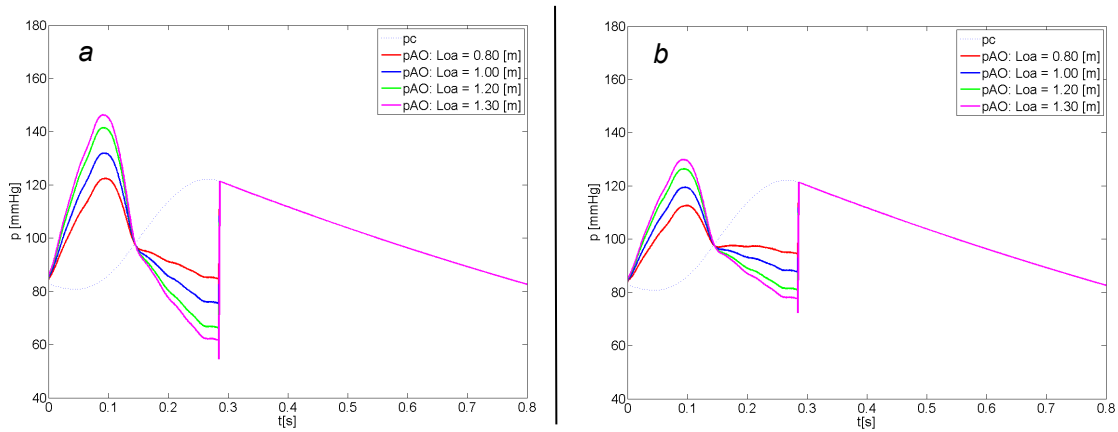 a
pc
pAO: Loa = 0.80 [m]
pAO: Loa = 1.00 [m]
pAO: Loa = 1.20 [m]
pAO: Loa = 1.30 [m]
180
160
140
120
100
80
60
40
p [mmHg]
0 0.1 0.2 0.3 0.4 0.5 0.6 0.7 0.8
t[s]
b
pc
pAO: Loa = 0.80 [m]
pAO: Loa = 1.00 [m]
pAO: Loa = 1.20 [m]
pAO: Loa = 1.30 [m]
180
160
140
120
100
80
60
40
p [mmHg]
0 0.1 0.2 0.3 0.4 0.5 0.6 0.7 0.8
t[s]